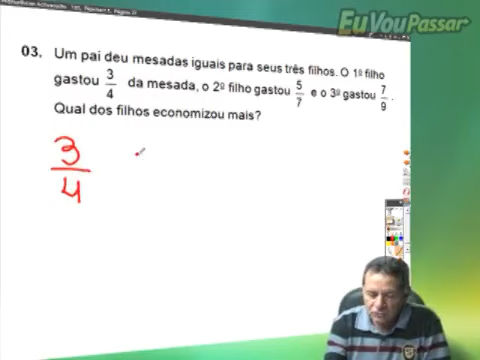 EuVouPassar
03. Um pai deu mesadas iguais para seus três filhos. O 1º filho
gastou 3/4 da mesada, o 2º filho gastou 5/7 e o 3º gastou 7/9 .
Qual dos filhos economizou mais?
3/4